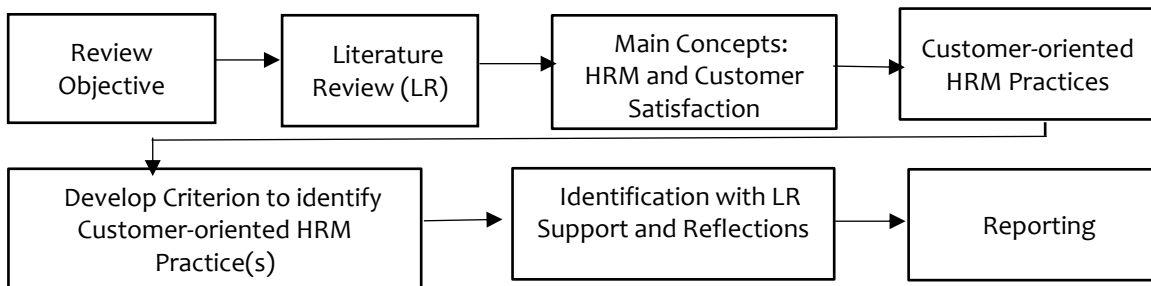 Review
Objective
Literature
Review (LR)
Main Concepts:
HRM and Customer
Satisfaction
Customer-oriented
HRM Practices
Develop Criterion to identify
Customer-oriented HRM
Practice(s)
Identification with LR
Support and Reflections
Reporting